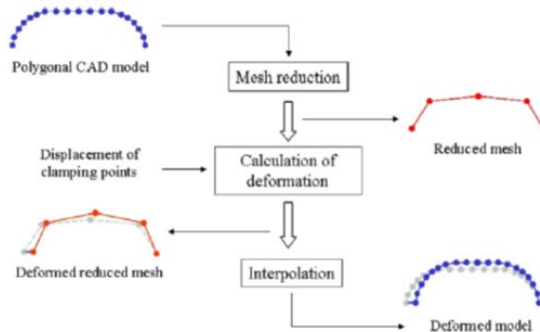 Polygonal CAD model
Mesh reduction
Reduced mesh
Displacement of
clamping points
Calculation of
deformation
Deformed reduced mesh
Interpolation
Deformed model